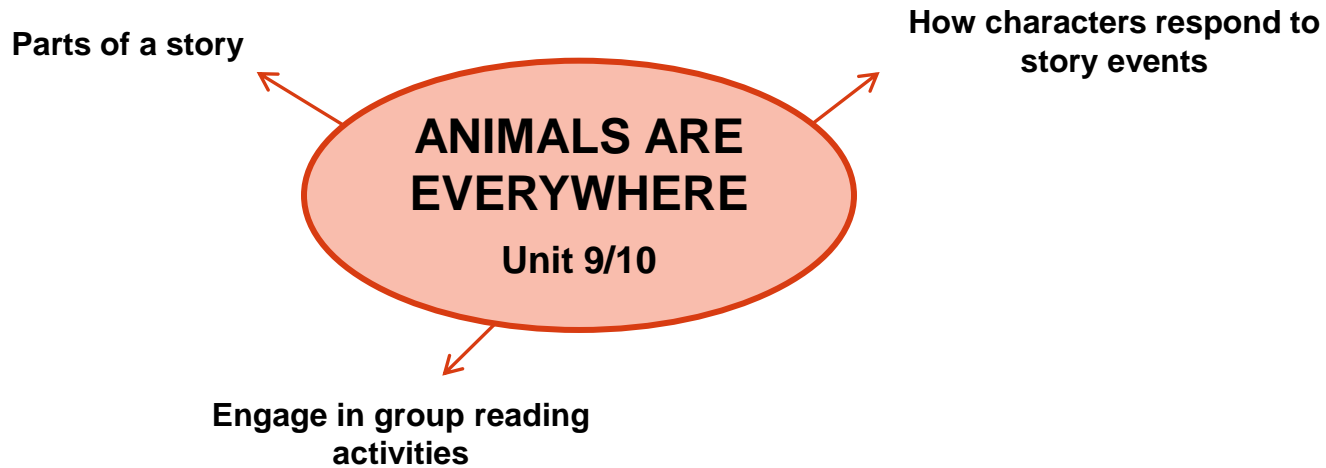 Parts of a story
How characters respond to
story events
ANIMALS ARE
EVERYWHERE
Unit 9/10
Engage in group reading
activities